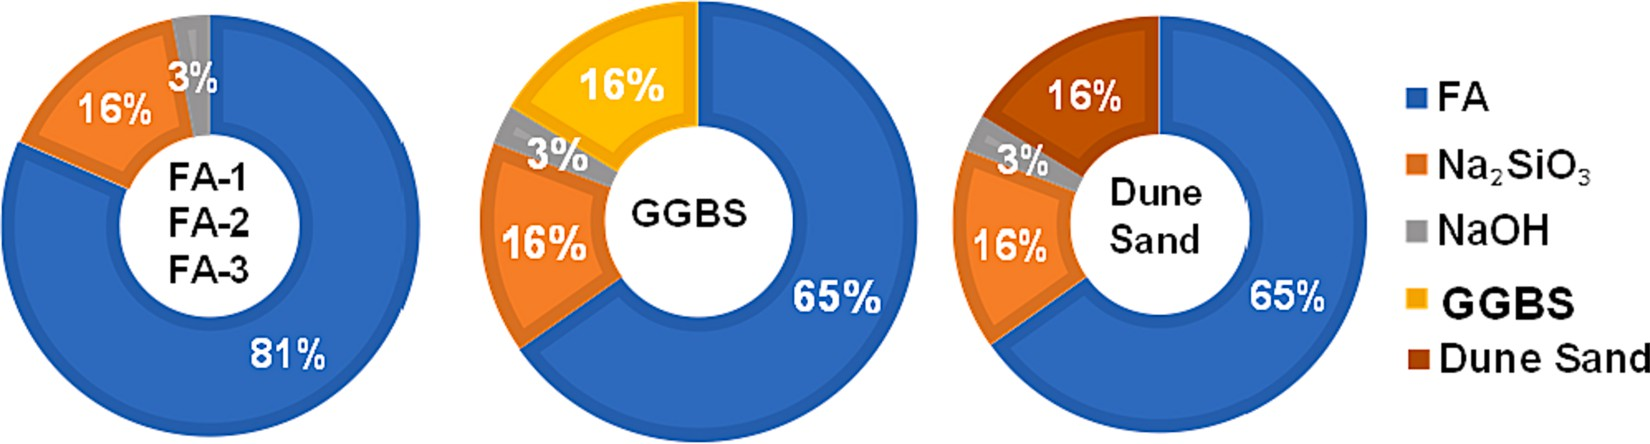 3%
16%
FA-1
FA-2
FA-3
81%
16%
3%
16%
GGBS
65%
16%
3%
16%
Dune
Sand
65%
FA
Na₂SiO₃
NaOH
GGBS
Dune Sand